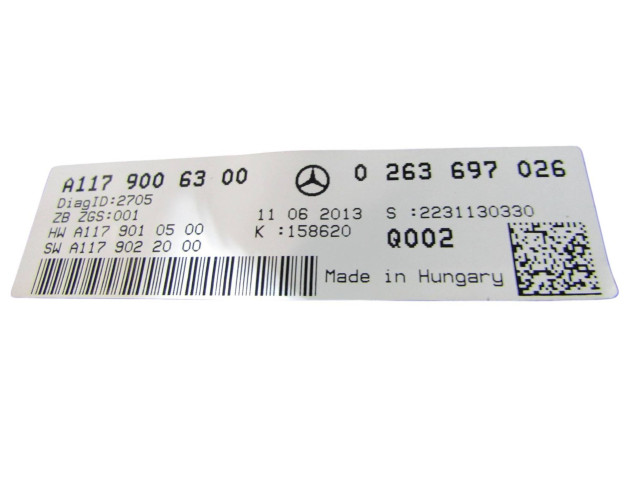 A117 900 63 00 0 263 697 026
DiagID:2705
ZB ZGS:001 11 06 2013 S :2231130330
HW A117 901 05 00 K :158620 Q002
SW A117 902 20 00
Made in Hungary